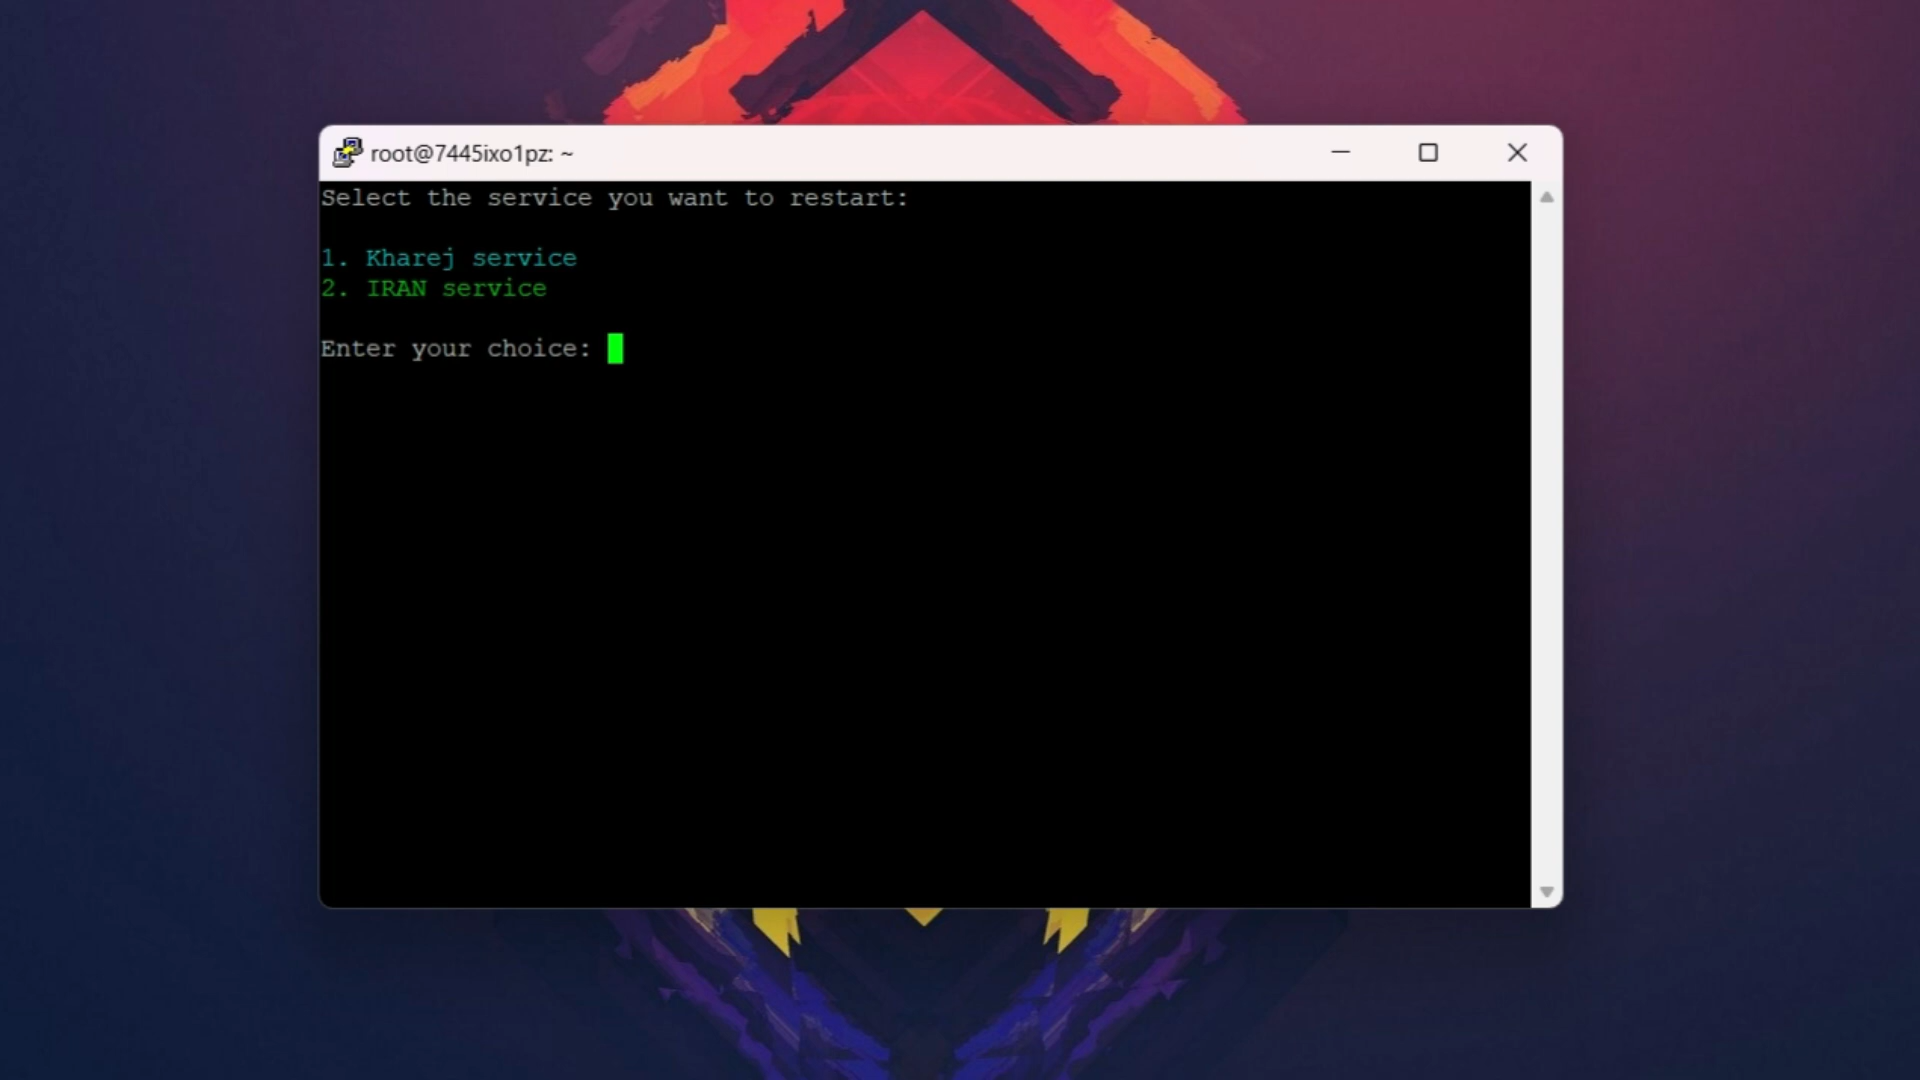 root@7445ixo1pz: ~
Select the service you want to restart:
1. Kharej service
2. IRAN service
Enter your choice: